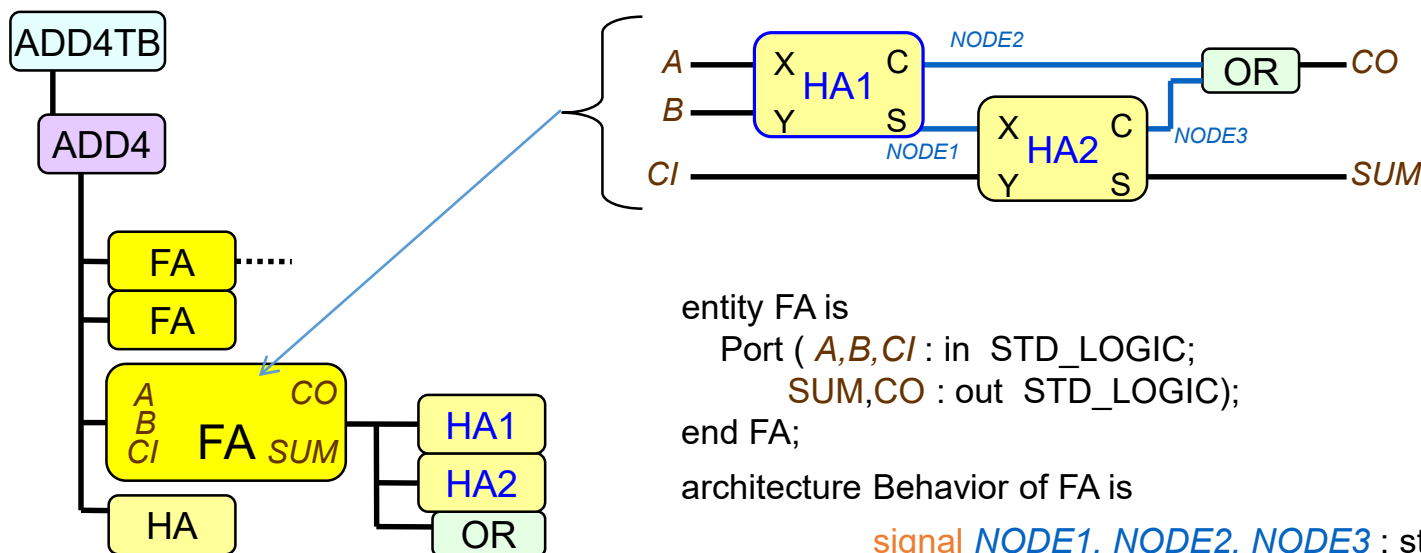 ADD4TB
ADD4
FA
FA
A
B
CI
FA
CO
SUM
HA
HA1
HA2
OR
A
B
CI
X
Y
HA1
C
S
NODE2
NODE1
X
Y
HA2
C
S
NODE3
OR
CO
SUM
entity FA is
Port ( A,B,CI : in STD_LOGIC;
SUM,CO : out STD_LOGIC);
end FA;
architecture Behavior of FA is
signal NODE1, NODE2, NODE3 : st